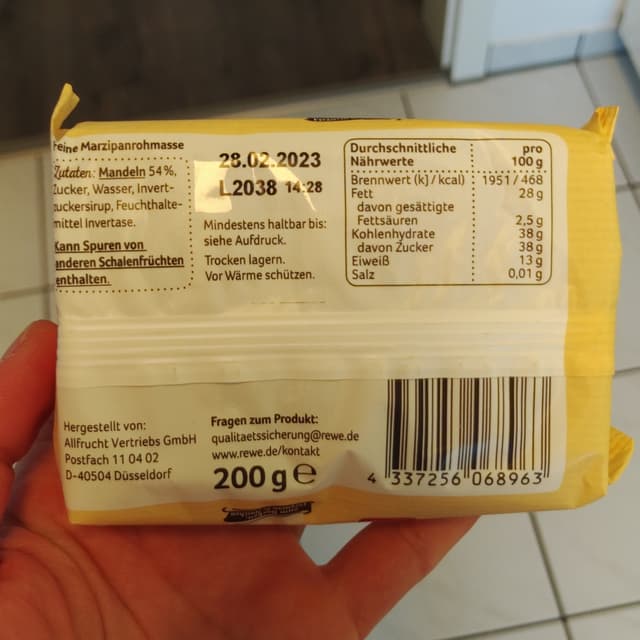 Feine Marzipanrohmasse
Zutaten: Mandeln 54%,
Zucker, Wasser, Invert-
zuckersirup, Feuchthalte-
mittel Invertase.
Kann Spuren von
anderen Schalenfrüchten
enthalten.
28.02.2023
L2038 14:28
Mindestens haltbar bis:
siehe Aufdruck.
Trocken lagern.
Vor Wärme schützen.
Durchschnittliche Nährwerte pro 100 g
Brennwert (kJ/kcal) 1951/468
Fett 28 g
davon gesättigte
Fettsäuren 2,5 g
Kohlenhydrate 38 g
davon Zucker 38 g
Eiweiß 13 g
Salz 0,01 g
Hergestellt von:
Allfrucht Vertriebs GmbH
Postfach 11 04 02
D-40504 Düsseldorf
Fragen zum Produkt:
qualitaetssicherung@rewe.de
www.rewe.de/kontakt
200 g ℮
4 337256 068963